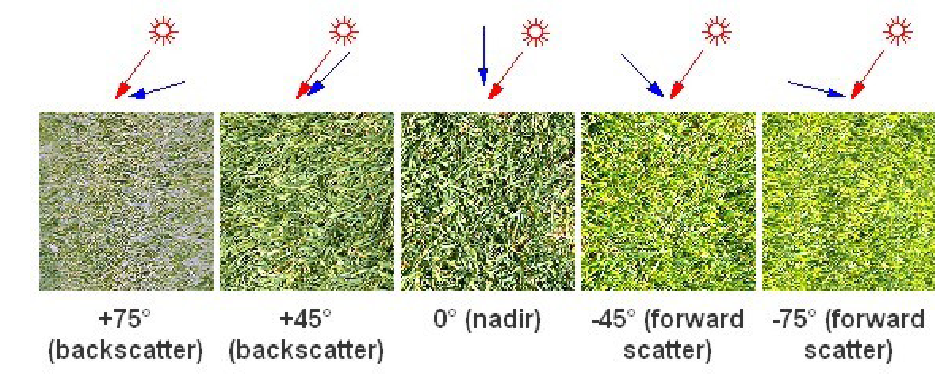 +75°
(backscatter)
+45°
(backscatter)
0° (nadir)
-45° (forward
scatter)
-75° (forward
scatter)